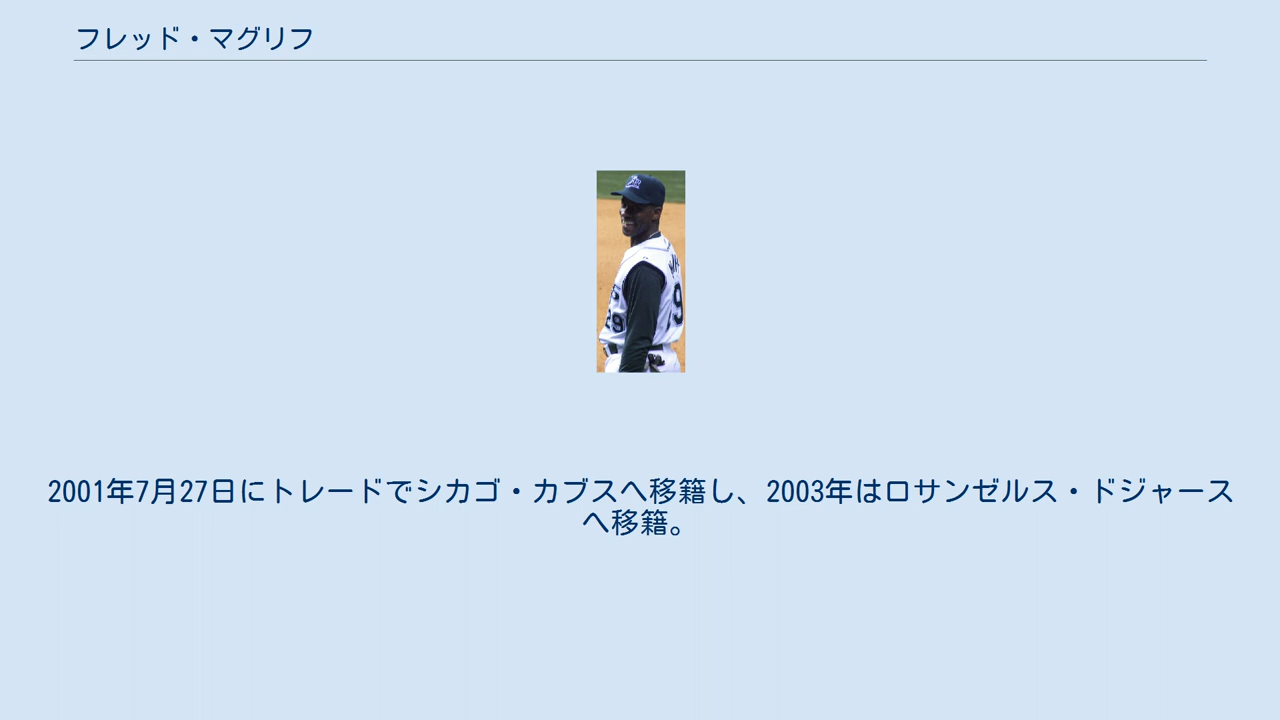 フレッド・マグリフ
29
2001年7月27日にトレードでシカゴ・カブスへ移籍し、2003年はロサンゼルス・ドジャース
へ移籍。